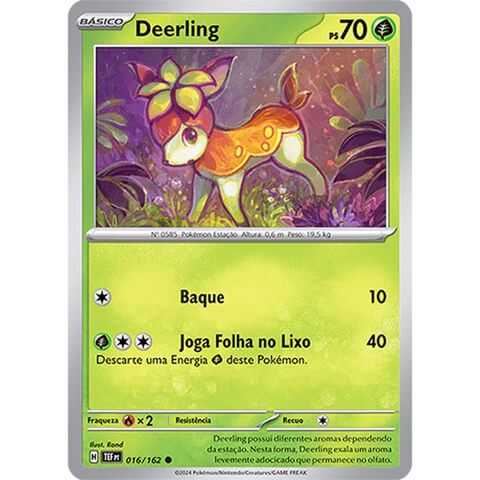 BÁSICO
Deerling
PS 70
Nº 0585 Pokémon Estação Altura: 0,6 m Peso: 19,5 kg
Baque 10
Joga Folha no Lixo 40
Descarte uma Energia deste Pokémon.
Fraqueza ×2 Resistência Recuo
Ilust. Rond
H TEF PT 016/162
Deerling possui diferentes aromas dependendo
da estação. Nesta forma, Deerling exala um aroma
levemente adocicado que permanece no olfato.
©2024 Pokémon/Nintendo/Creatures/GAME FREAK